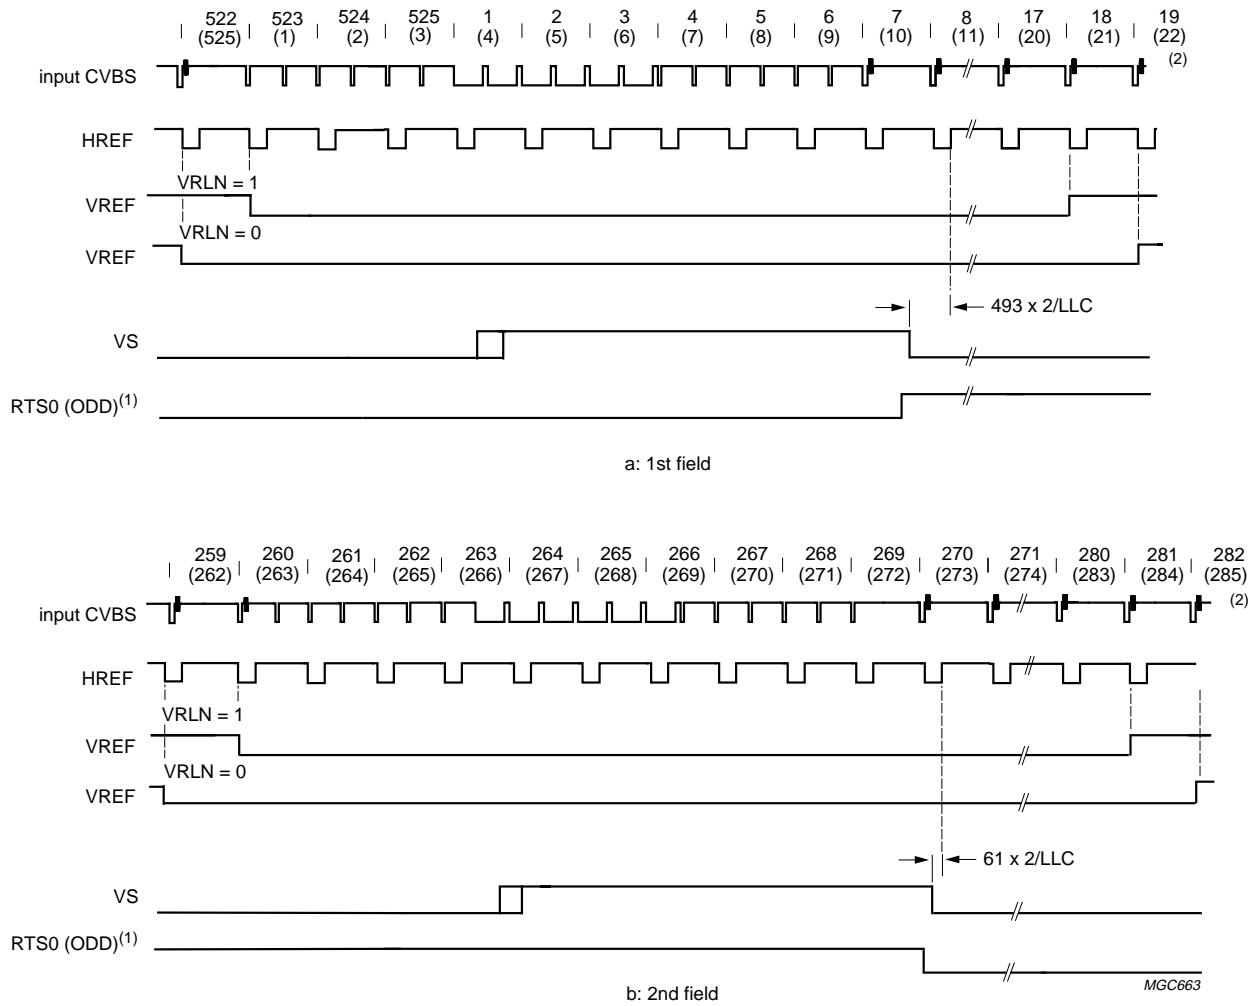 522 523 524 525 1 2 3 4 5 6 7 8 17 18 19
(525) (1) (2) (3) (4) (5) (6) (7) (8) (9) (10) (11) (20) (21) (22)
input CVBS (2)
HREF
VRLN = 1
VREF
VRLN = 0
VREF
493 x 2/LLC
VS
RTS0 (ODD)(1)
a: 1st field
259 260 261 262 263 264 265 266 267 268 269 270 271 280 281 282
(262) (263) (264) (265) (266) (267) (268) (269) (270) (271) (272) (273) (274) (283) (284) (285)
input CVBS (2)
HREF
VRLN = 1
VREF
VRLN = 0
VREF
61 x 2/LLC
VS
RTS0 (ODD)(1)
b: 2nd field
MGC663